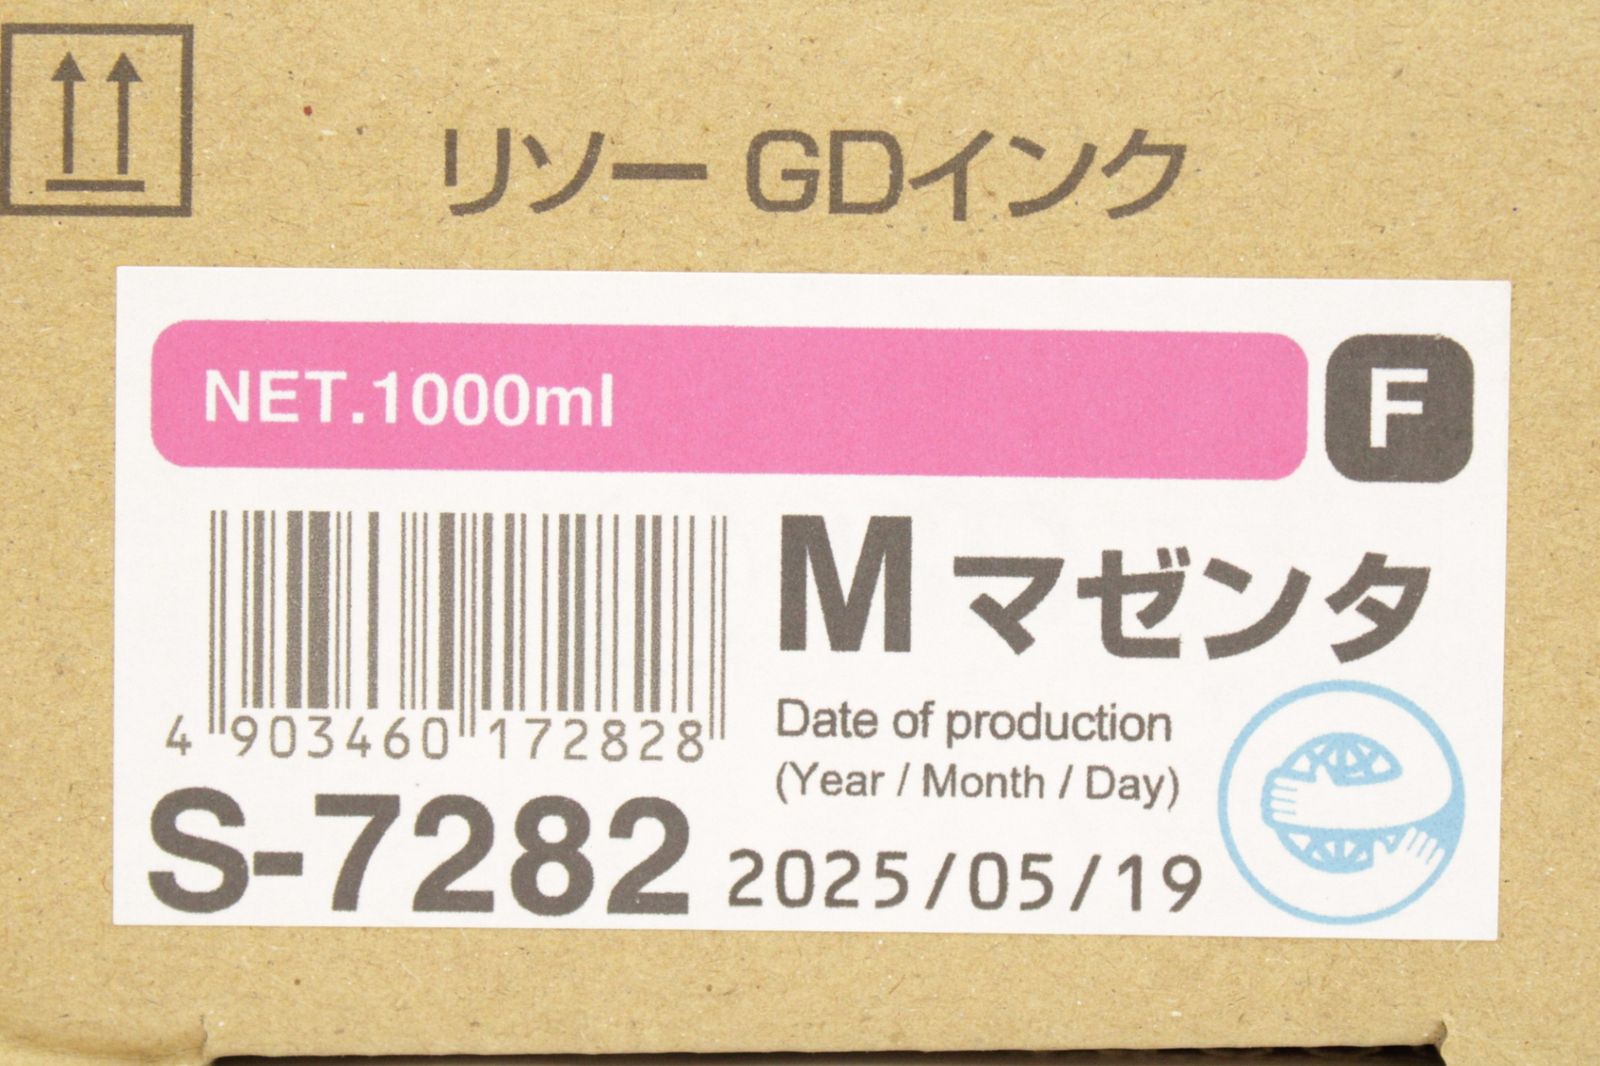 リソー GDインク
NET.1000ml
F
M マゼンタ
4 903460 172828
Date of production
(Year / Month / Day)
S-7282
2025/05/19